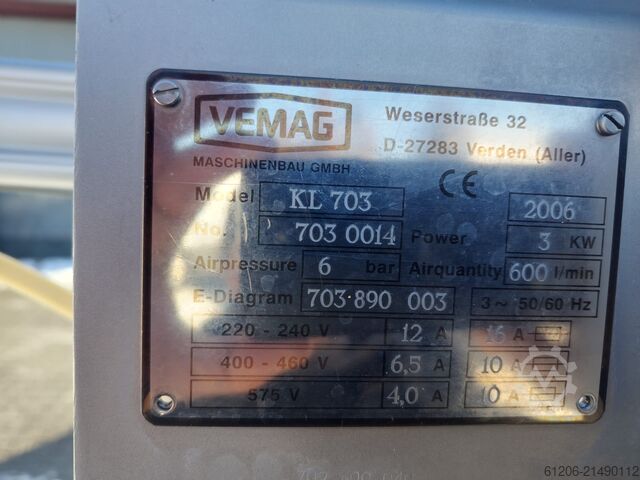 VEMAG
Weserstraße 32
D-27283 Verden (Aller)
MASCHINENBAU GMBH
CE
Model KL 703 2006
No. 703 0014 Power 3 KW
Airpressure 6 bar Airquantity 600 l/min
E-Diagram 703-890 003 3~ 50/60 Hz
220 - 240 V 12 A 16 A
400 - 460 V 6,5 A 10 A
575 V 4,0 A 10 A
61206-21490112